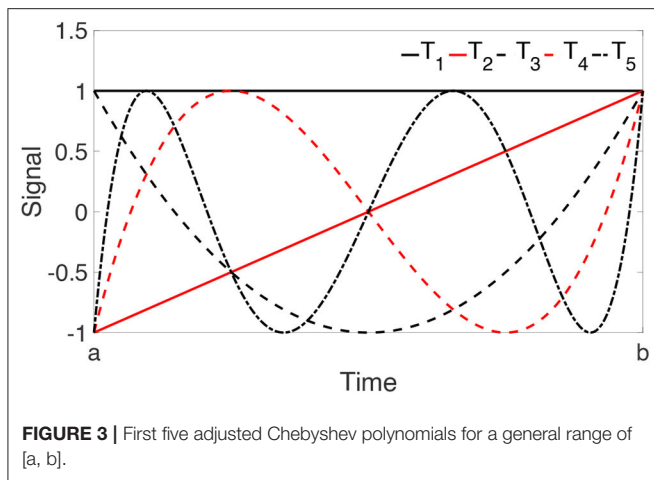 1.5
T₁ T₂ T₃ T₄ T₅
1
0.5
Signal
0
-0.5
-1
a b
Time
FIGURE 3 | First five adjusted Chebyshev polynomials for a general range of
[a, b].